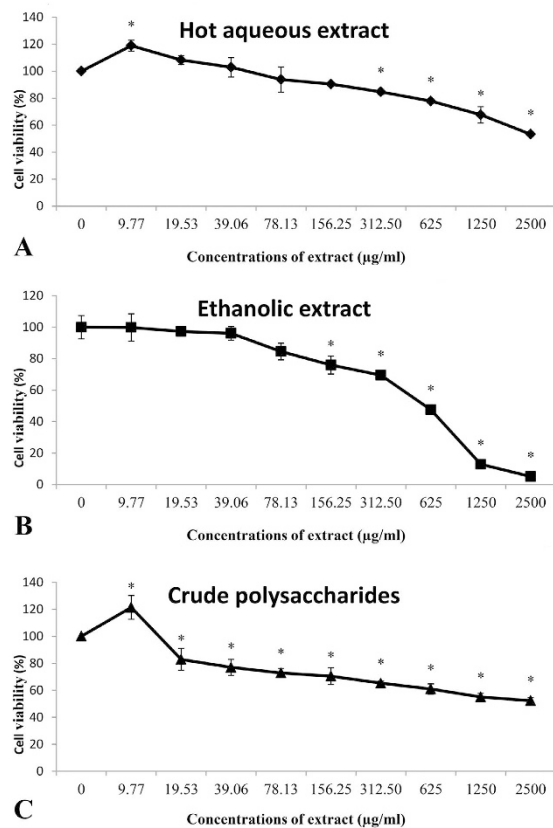 Hot aqueous extract
140
120
100
80
60
40
20
0
Cell viability (%)
* * * * *
0 9.77 19.53 39.06 78.13 156.25 312.50 625 1250 2500
A
Concentrations of extract (µg/ml)
Ethanolic extract
120
100
80
60
40
20
0
Cell viability (%)
* * * * *
0 9.77 19.53 39.06 78.13 156.25 312.50 625 1250 2500
B
Concentrations of extract (µg/ml)
Crude polysaccharides
140
120
100
80
60
40
20
0
Cell viability (%)
* * * * * * * * *
0 9.77 19.53 39.06 78.13 156.25 312.50 625 1250 2500
C
Concentrations of extract (µg/ml)